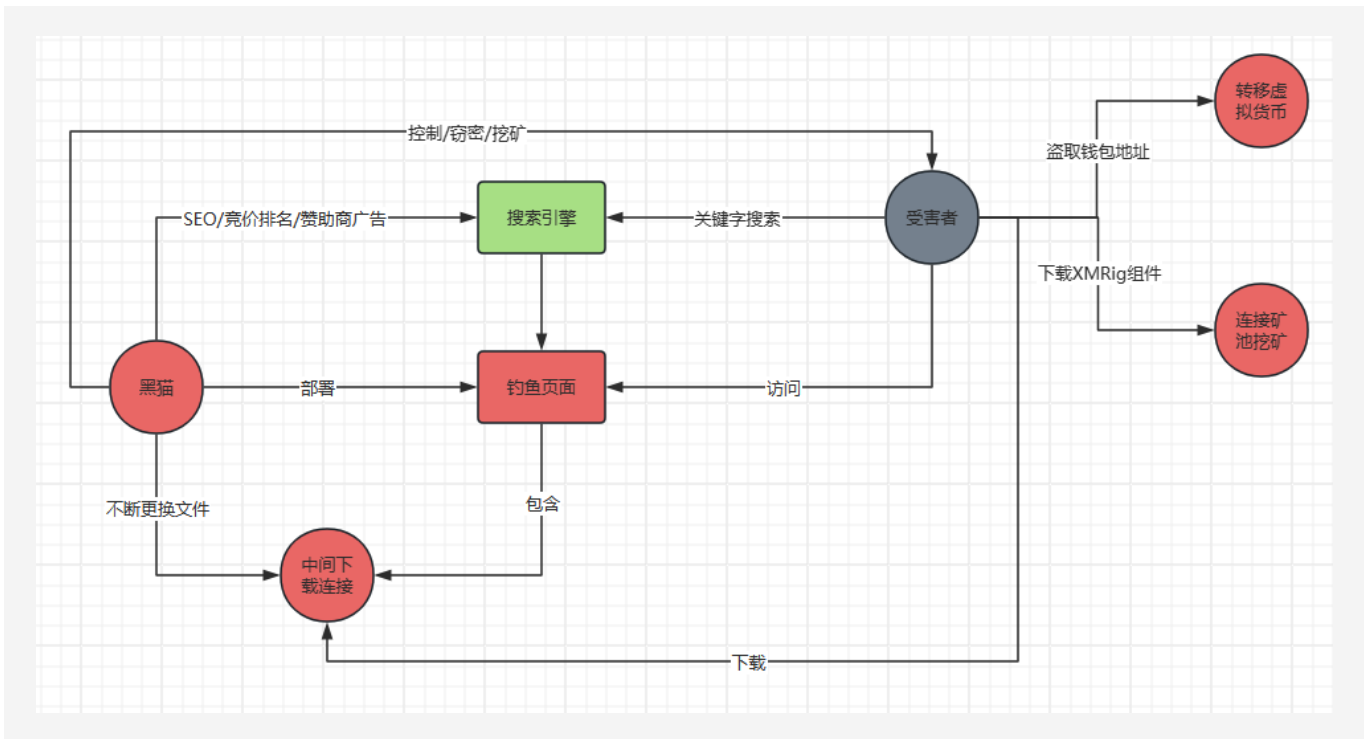 转移虚
拟货币
控制/窃密/挖矿
盗取钱包地址
SEO/竞价排名/赞助商广告
搜索引擎
关键字搜索
受害者
下载XMRig组件
连接矿
池挖矿
黑猫
部署
钓鱼页面
访问
不断更换文件
包含
中间下
载连接
下载